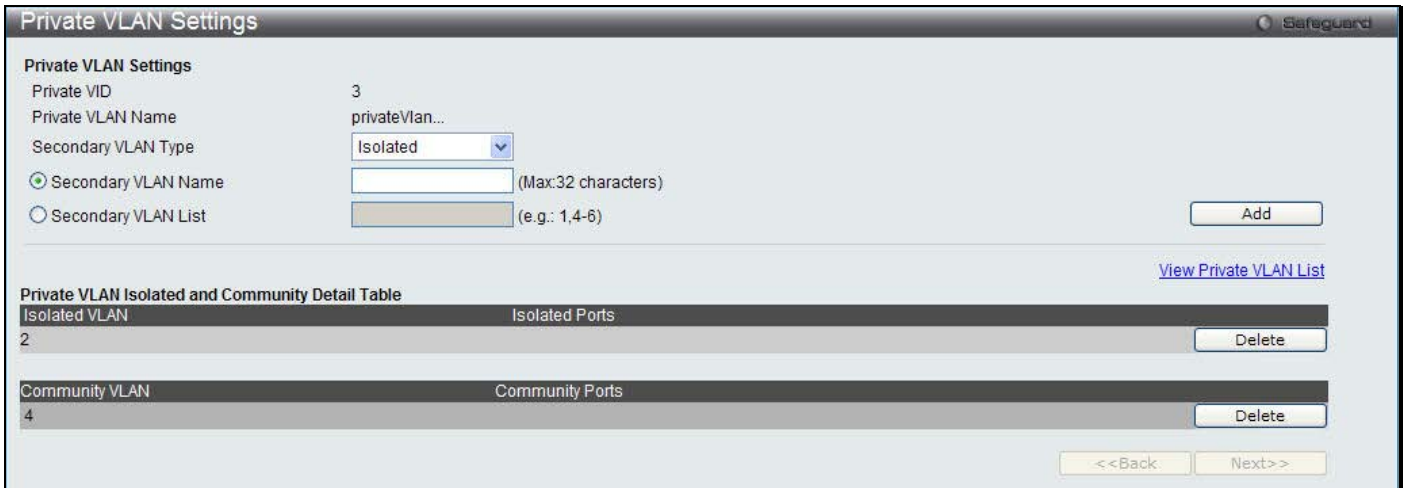 Private VLAN Settings
Safeguard
Private VLAN Settings
Private VID 3
Private VLAN Name privateVlan...
Secondary VLAN Type Isolated
Secondary VLAN Name (Max:32 characters)
Secondary VLAN List (e.g.: 1,4-6) Add
View Private VLAN List
Private VLAN Isolated and Community Detail Table
Isolated VLAN Isolated Ports
2 Delete
Community VLAN Community Ports
4 Delete
<<Back Next>>